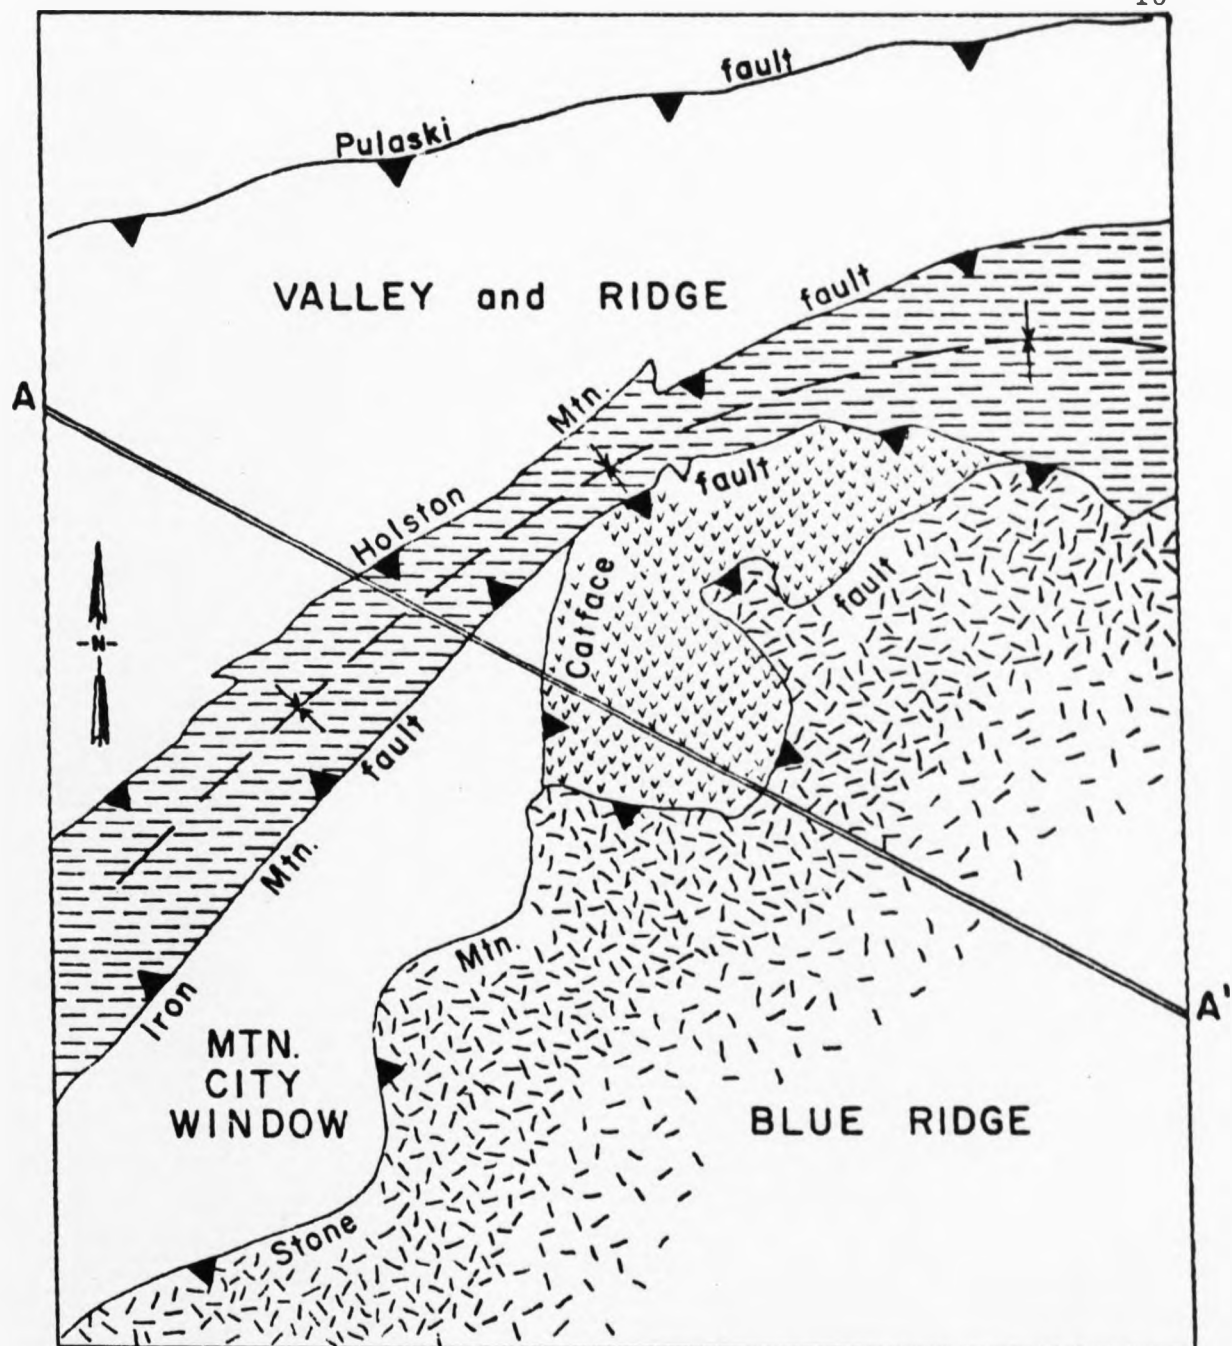 Pulaski fault
VALLEY and RIDGE
Holston Mtn. fault
A
Catface fault
-N-
Iron Mtn. fault
Stone Mtn. fault
A'
MTN.
CITY
WINDOW
BLUE RIDGE